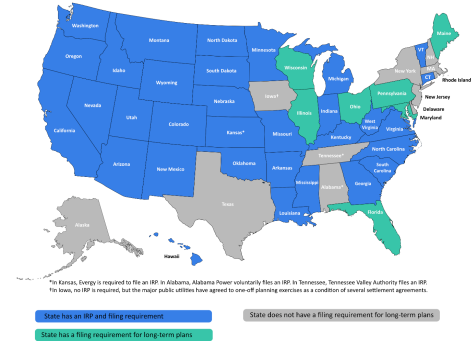 Washington
Maine
Montana
North Dakota
Minnesota
VT
NH
Oregon
Wisconsin
Idaho
South Dakota
Michigan
New York
CT
Rhode Island
Wyoming
Iowa†
Pennsylvania
New Jersey
Nebraska
Nevada
Illinois
Indiana
Ohio
Delaware
Utah
Colorado
Maryland
California
Kansas*
Missouri
West Virginia
Virginia
Kentucky
Tennessee*
North Carolina
Arizona
New Mexico
Oklahoma
Arkansas
South Carolina
Mississippi
Alabama*
Georgia
Texas
Louisiana
Florida
Alaska
Hawaii
*In Kansas, Evergy is required to file an IRP. In Alabama, Alabama Power voluntarily files an IRP. In Tennessee, Tennessee Valley Authority files an IRP.
†In Iowa, no IRP is required, but the major public utilities have agreed to one-off planning exercises as a condition of several settlement agreements.
State has an IRP and filing requirement
State does not have a filing requirement for long-term plans
State has a filing requirement for long-term plans